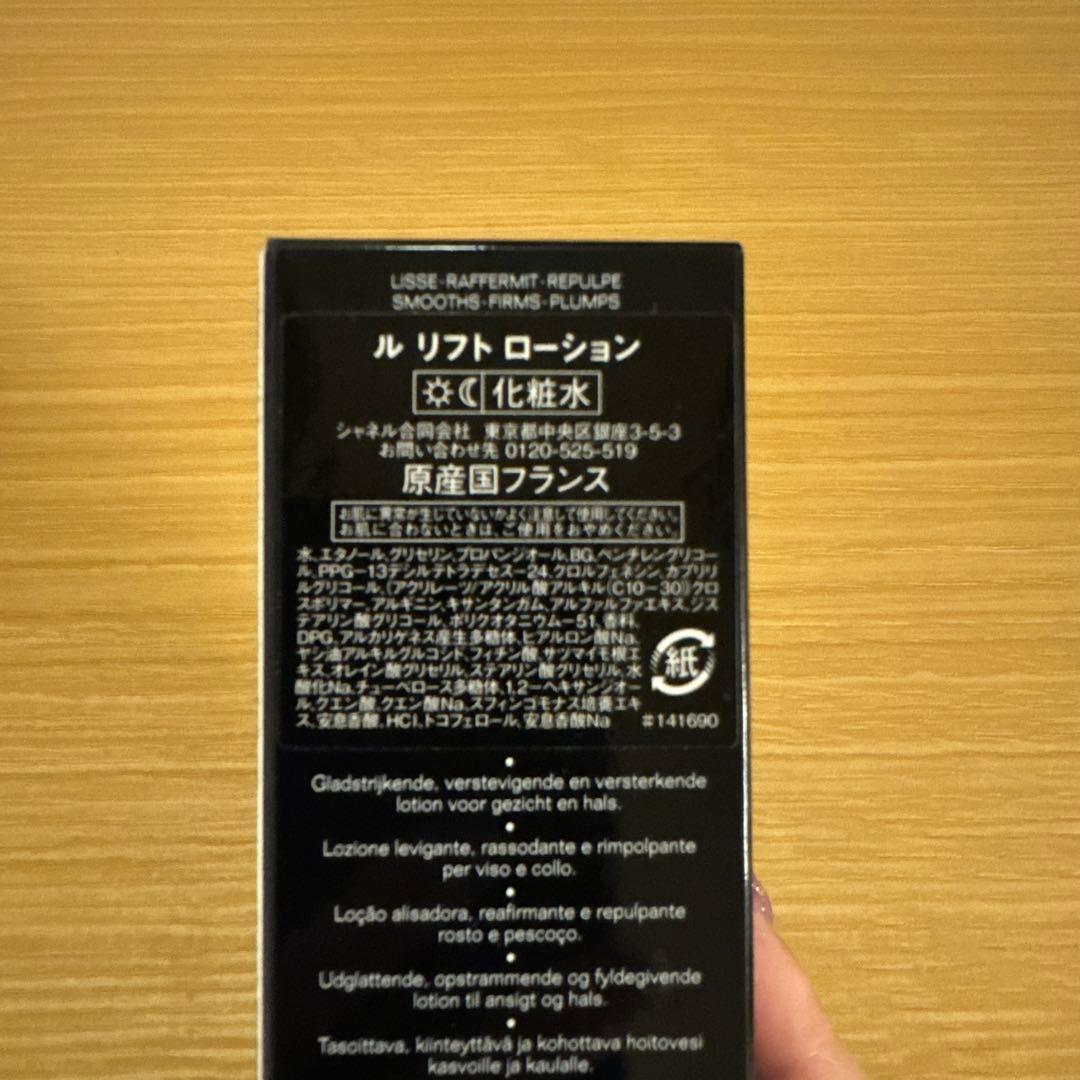 LISSE-RAFFERMIT-REPULPE
SMOOTHS-FIRMS-PLUMPS
ル リフト ローション
化粧水
シャネル合同会社 東京都中央区銀座3-5-3
お問い合わせ先 0120-525-519
原産国フランス
お肌に異常が生じていないかよく注意して使用してください。
お肌に合わないときは、ご使用をおやめください。
水、エタノール、グリセリン、プロパンジオール、BG、ペンチレングリコー
ル、PPG-13デシルテトラデセス-24、クロルフェネシン、カプリリ
ルグリコール、(アクリレーツ/アクリル酸アルキル(C10-30))クロ
スポリマー、アルギニン、キサンタンガム、アルファルファエキス、ジス
テアリン酸グリコール、ポリクオタニウム-51、香料、
DPG、アルカリゲネス産生多糖体、ヒアルロン酸Na、
ヤシ油アルキルグルコシド、フィチン酸、サツマイモ根エ
キス、オレイン酸グリセリル、ステアリン酸グリセリル、水
酸化Na、チューベロース多糖体、1,2-ヘキサンジオー
ル、クエン酸、クエン酸Na、スフィンゴモナス培養エキ
ス、安息香酸、HCl、トコフェロール、安息香酸Na
紙
#141690
Gladstrijkende, verstevigende en versterkende
lotion voor gezicht en hals.
Lozione levigante, rassodante e rimpolpante
per viso e collo.
Loção alisadora, reafirmante e repulpante
rosto e pescoço.
Udglattende, opstrammende og fyldegivende
lotion til ansigt og hals.
Tasoittava, kiinteyttävä ja kohottava hoitovesi
kasvoille ja kaulalle.